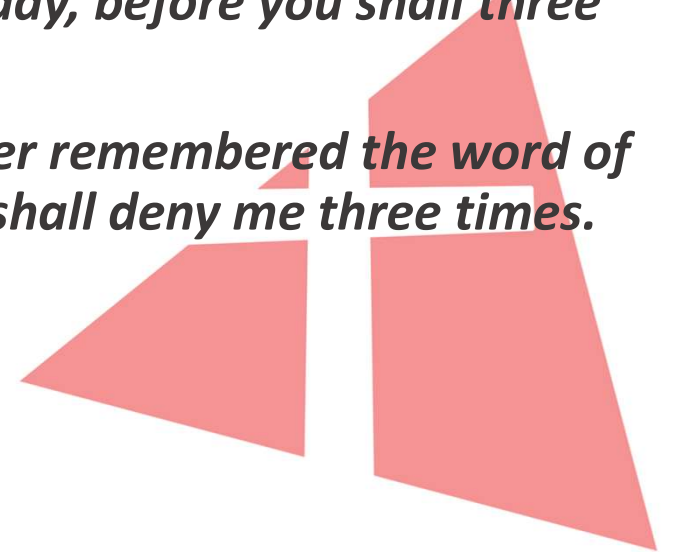 day, before you shall three
er remembered the word of
shall deny me three times.